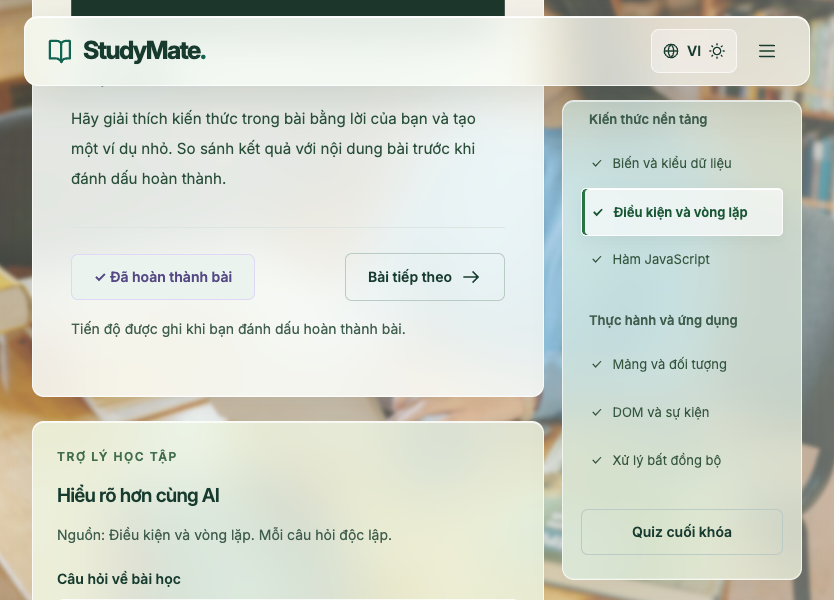 StudyMate.
VI
Hãy giải thích kiến thức trong bài bằng lời của bạn và tạo
một ví dụ nhỏ. So sánh kết quả với nội dung bài trước khi
đánh dấu hoàn thành.
Đã hoàn thành bài
Bài tiếp theo
Tiến độ được ghi khi bạn đánh dấu hoàn thành bài.
TRỢ LÝ HỌC TẬP
Hiểu rõ hơn cùng AI
Nguồn: Điều kiện và vòng lặp. Mỗi câu hỏi độc lập.
Câu hỏi về bài học
Kiến thức nền tảng
Biến và kiểu dữ liệu
Điều kiện và vòng lặp
Hàm JavaScript
Thực hành và ứng dụng
Mảng và đối tượng
DOM và sự kiện
Xử lý bất đồng bộ
Quiz cuối khóa